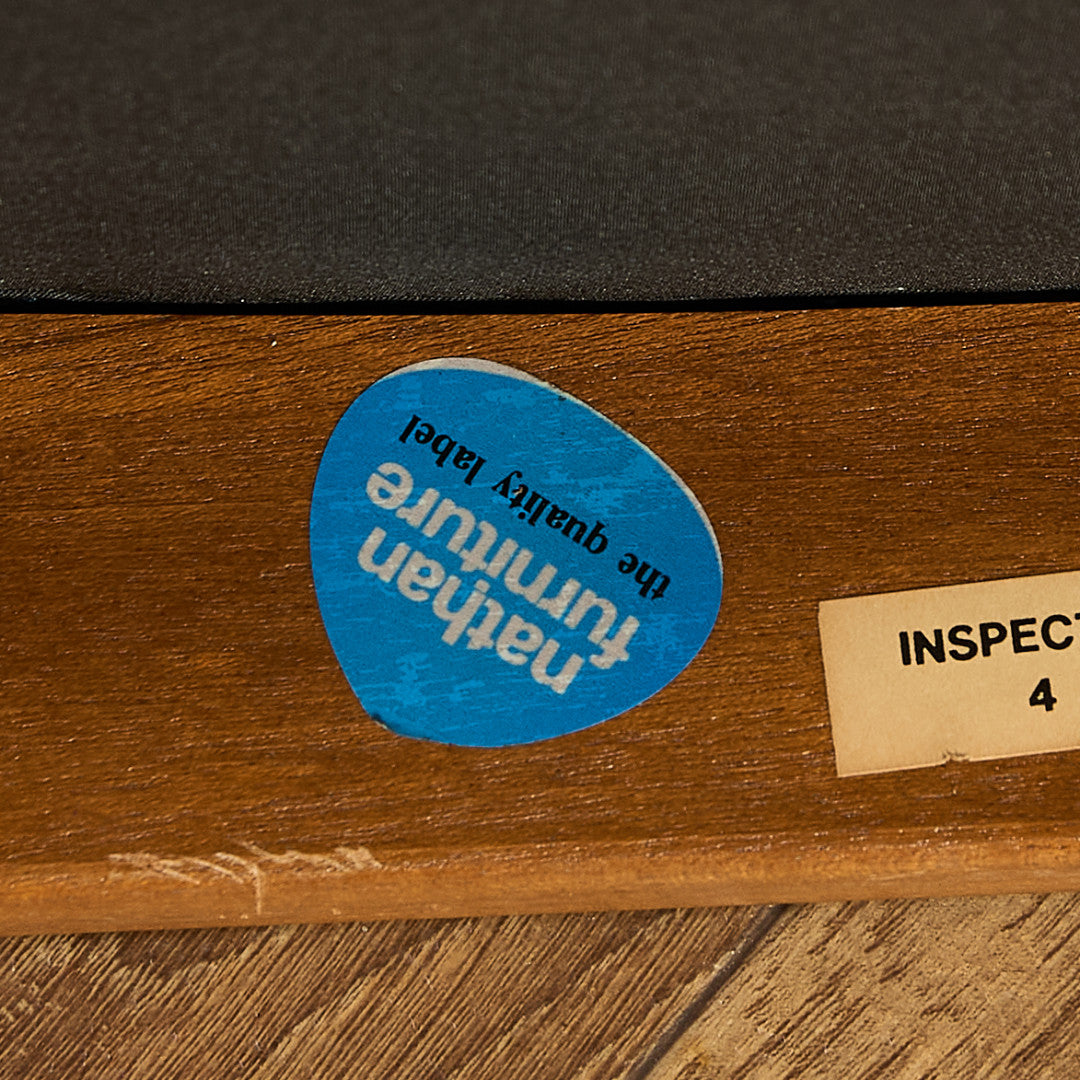 nathan
furniture
the quality label
INSPECT
4